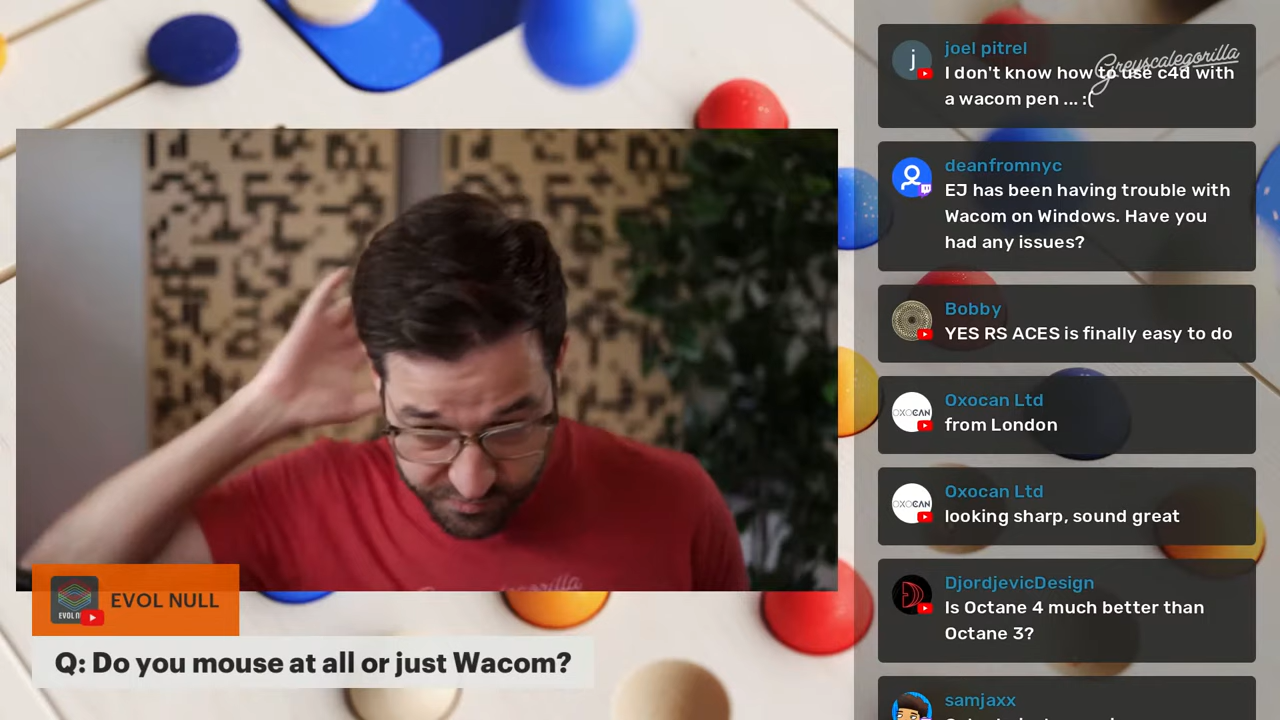 joel pitrel
I don't know how to use c4d with
a wacom pen ... :(
Greyscalegorilla
deanfromnyc
EJ has been having trouble with
Wacom on Windows. Have you
had any issues?
Bobby
YES RS ACES is finally easy to do
OXOCAN
Oxocan Ltd
from London
OXOCAN
Oxocan Ltd
looking sharp, sound great
DjordjevicDesign
Is Octane 4 much better than
Octane 3?
samjaxx
EVOL NULL
Q: Do you mouse at all or just Wacom?